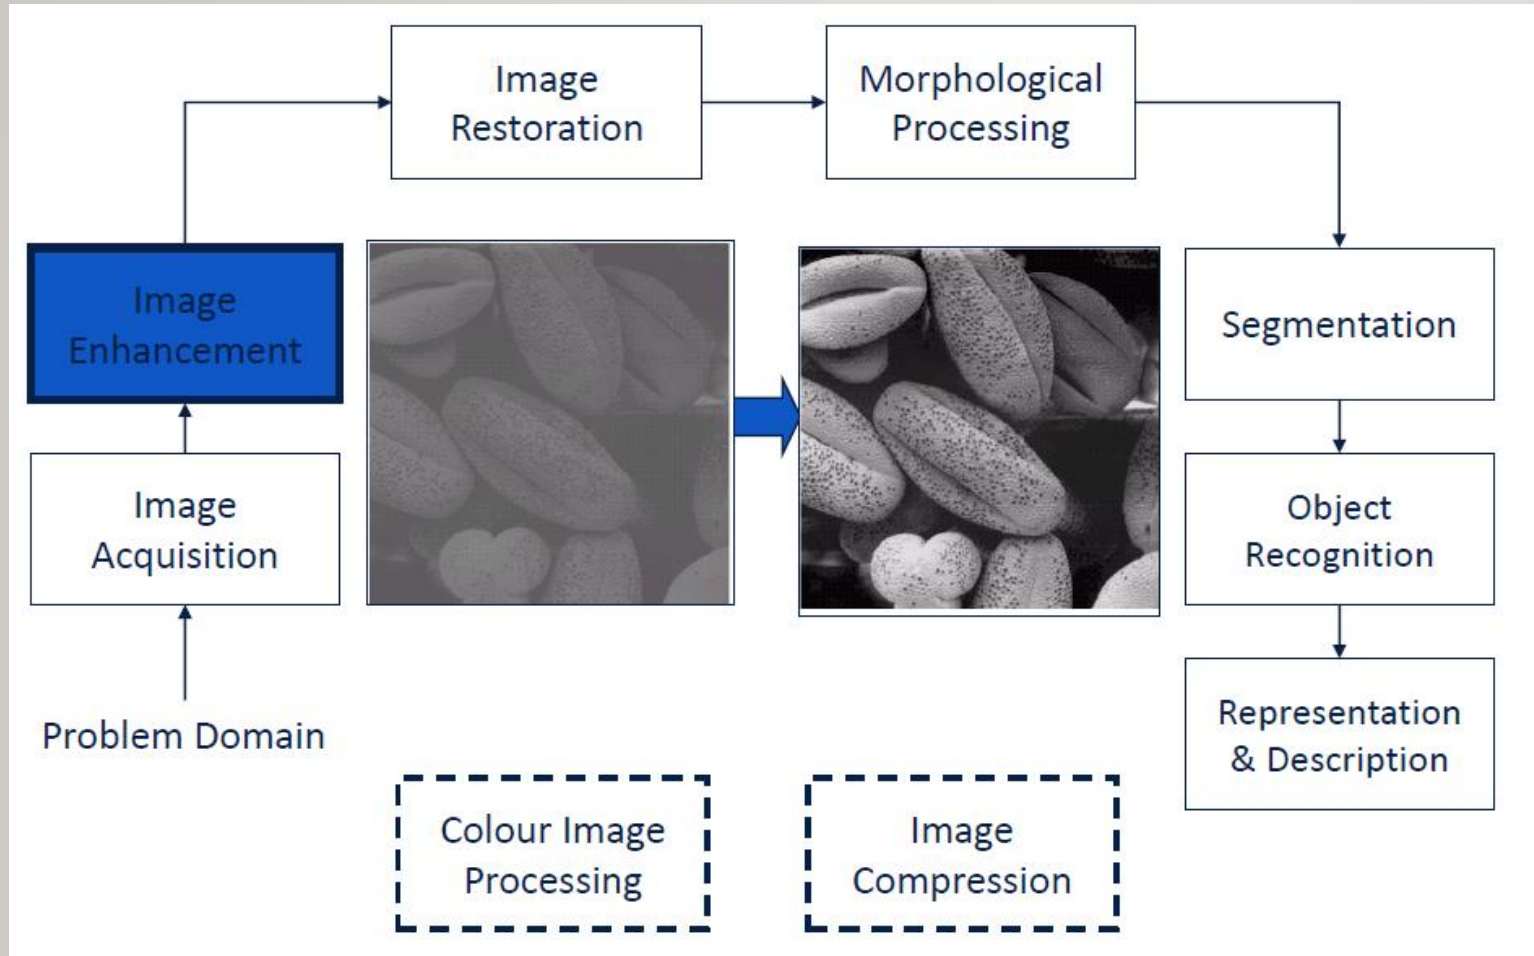 Image
Restoration
Morphological
Processing
Image
Enhancement
Segmentation
Image
Acquisition
Object
Recognition
Problem Domain
Representation
& Description
Colour Image
Processing
Image
Compression